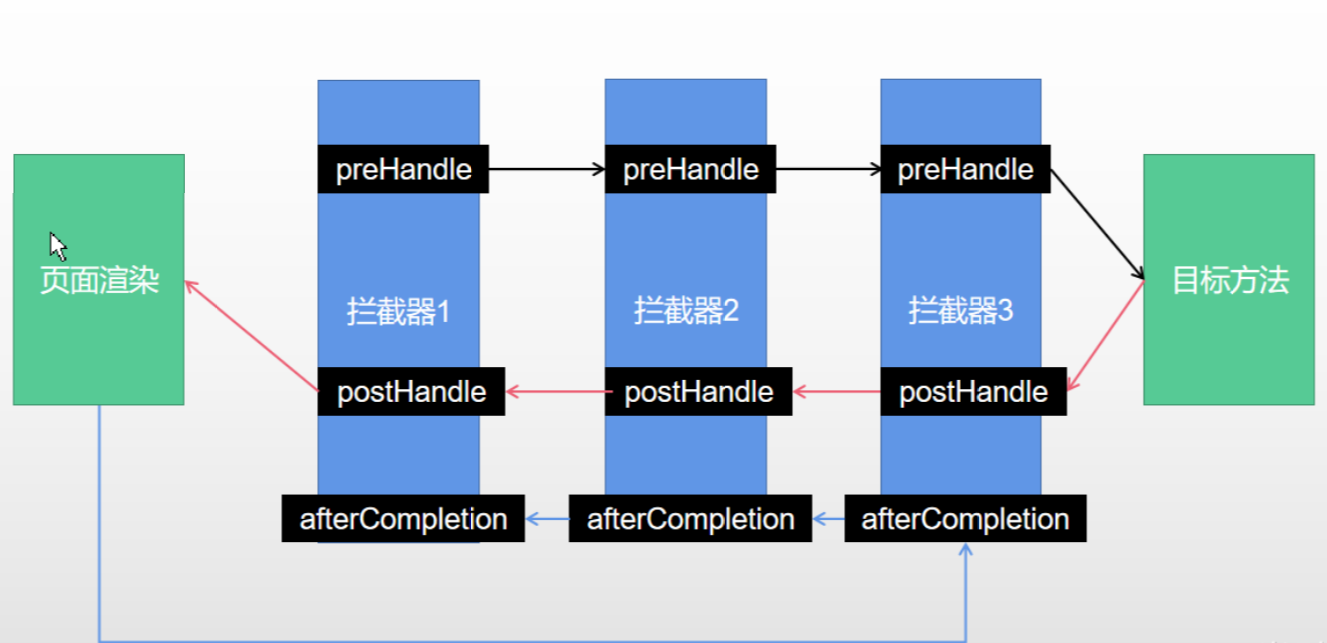 preHandle
preHandle
preHandle
页面渲染
拦截器1
拦截器2
拦截器3
目标方法
postHandle
postHandle
postHandle
afterCompletion
afterCompletion
afterCompletion